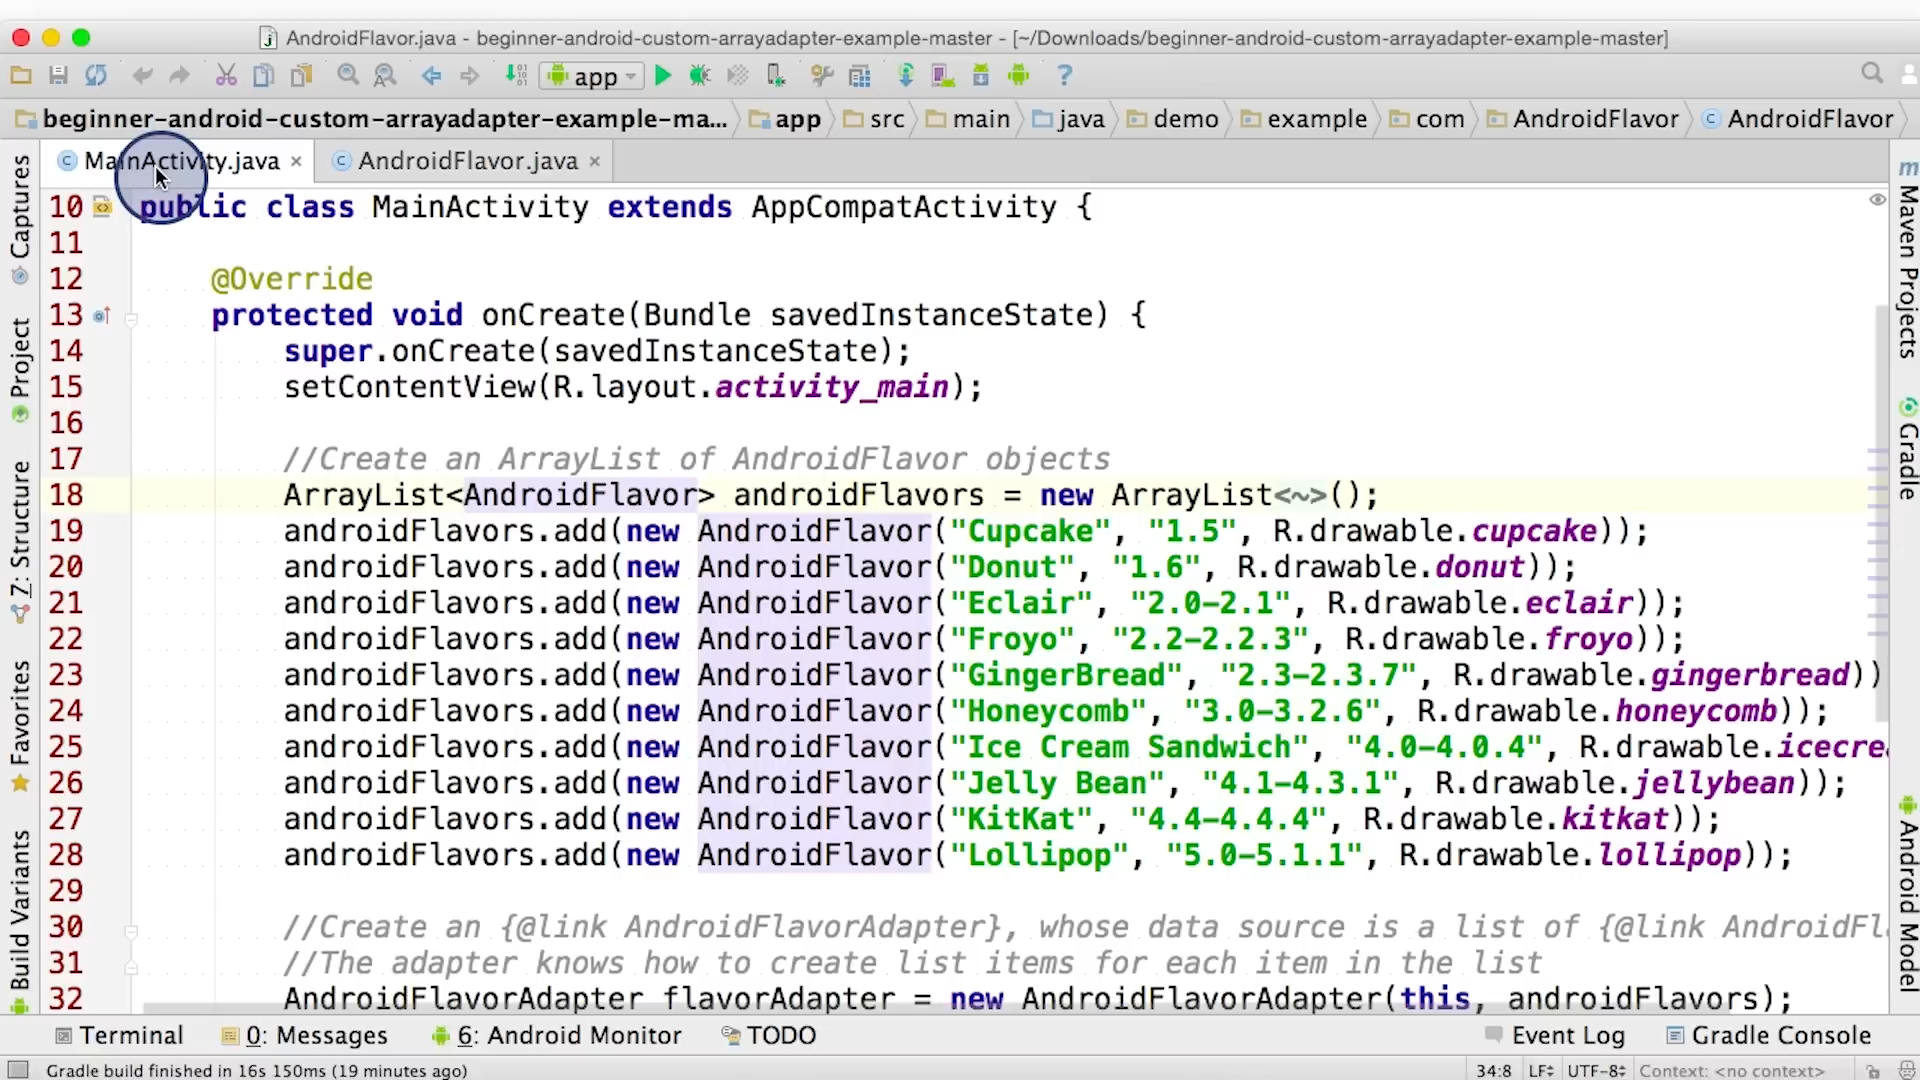 AndroidFlavor.java - beginner-android-custom-arrayadapter-example-master - [~/Downloads/beginner-android-custom-arrayadapter-example-master]
app
beginner-android-custom-arrayadapter-example-ma... app src main java demo example com AndroidFlavor AndroidFlavor
MainActivity.java × AndroidFlavor.java ×
10 public class MainActivity extends AppCompatActivity {
11
12 @Override
13 protected void onCreate(Bundle savedInstanceState) {
14 super.onCreate(savedInstanceState);
15 setContentView(R.layout.activity_main);
16
17 //Create an ArrayList of AndroidFlavor objects
18 ArrayList<AndroidFlavor> androidFlavors = new ArrayList<~>();
19 androidFlavors.add(new AndroidFlavor("Cupcake", "1.5", R.drawable.cupcake));
20 androidFlavors.add(new AndroidFlavor("Donut", "1.6", R.drawable.donut));
21 androidFlavors.add(new AndroidFlavor("Eclair", "2.0-2.1", R.drawable.eclair));
22 androidFlavors.add(new AndroidFlavor("Froyo", "2.2-2.2.3", R.drawable.froyo));
23 androidFlavors.add(new AndroidFlavor("GingerBread", "2.3-2.3.7", R.drawable.gingerbread))
24 androidFlavors.add(new AndroidFlavor("Honeycomb", "3.0-3.2.6", R.drawable.honeycomb));
25 androidFlavors.add(new AndroidFlavor("Ice Cream Sandwich", "4.0-4.0.4", R.drawable.icecrea
26 androidFlavors.add(new AndroidFlavor("Jelly Bean", "4.1-4.3.1", R.drawable.jellybean));
27 androidFlavors.add(new AndroidFlavor("KitKat", "4.4-4.4.4", R.drawable.kitkat));
28 androidFlavors.add(new AndroidFlavor("Lollipop", "5.0-5.1.1", R.drawable.lollipop));
29
30 //Create an {@link AndroidFlavorAdapter}, whose data source is a list of {@link AndroidFl
31 //The adapter knows how to create list items for each item in the list
32 AndroidFlavorAdapter flavorAdapter = new AndroidFlavorAdapter(this, androidFlavors);
Captures
Project
7: Structure
Favorites
Build Variants
Maven Projects
Gradle
Android Model
Terminal 0: Messages 6: Android Monitor TODO Event Log Gradle Console
Gradle build finished in 16s 150ms (19 minutes ago) 34:8 LF UTF-8 Context: <no context>